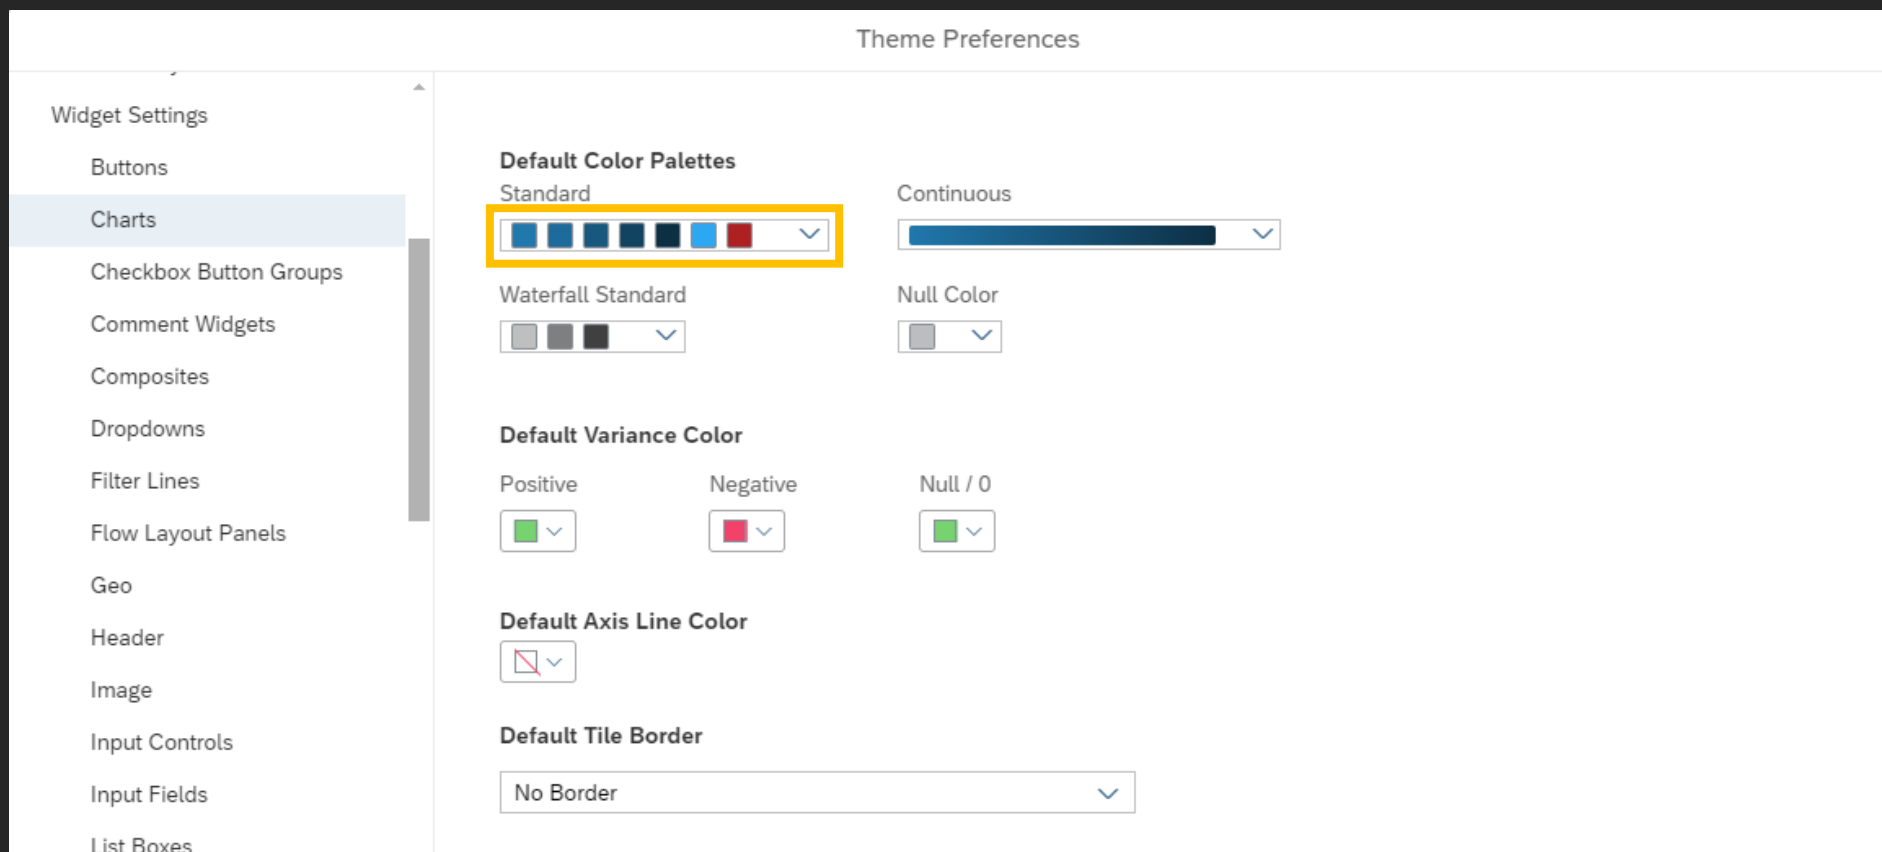 Theme Preferences
Widget Settings
Buttons
Charts
Checkbox Button Groups
Comment Widgets
Composites
Dropdowns
Filter Lines
Flow Layout Panels
Geo
Header
Image
Input Controls
Input Fields
List Boxes
Default Color Palettes
Standard
Continuous
Waterfall Standard
Null Color
Default Variance Color
Positive
Negative
Null / 0
Default Axis Line Color
Default Tile Border
No Border